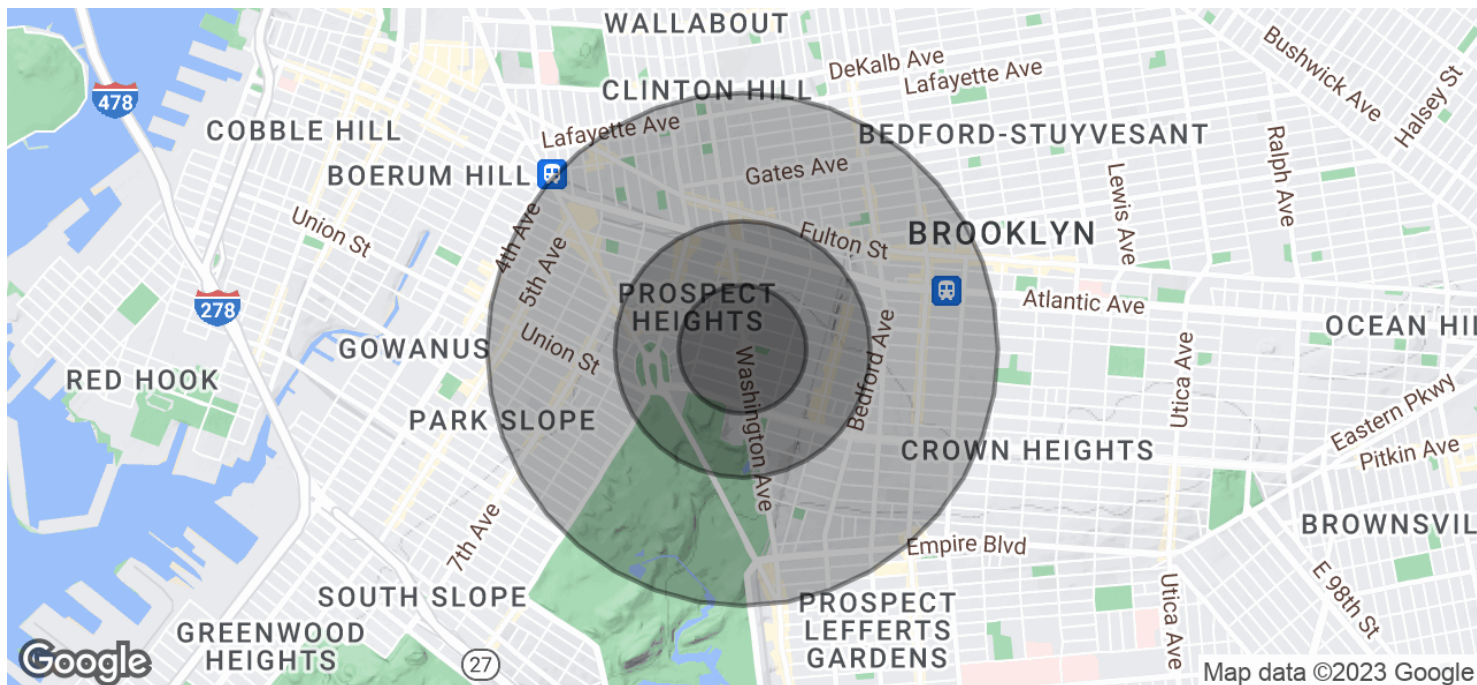 WALLABOUT
DeKalb Ave
Lafayette Ave
Bushwick Ave
Halsey St
CLINTON HILL
478
COBBLE HILL
Lafayette Ave
BEDFORD-STUYVESANT
Ralph Ave
BOERUM HILL
Gates Ave
Lewis Ave
Union St
4th Ave
5th Ave
Fulton St
BROOKLYN
278
PROSPECT
HEIGHTS
Atlantic Ave
OCEAN HIL
GOWANUS
Union St
Washington Ave
Bedford Ave
Utica Ave
RED HOOK
PARK SLOPE
CROWN HEIGHTS
Eastern Pkwy
Pitkin Ave
7th Ave
Empire Blvd
BROWNSVIL
SOUTH SLOPE
PROSPECT
LEFFERTS
GARDENS
Utica Ave
E 98th St
GREENWOOD
HEIGHTS
27
Google
Map data ©2023 Google